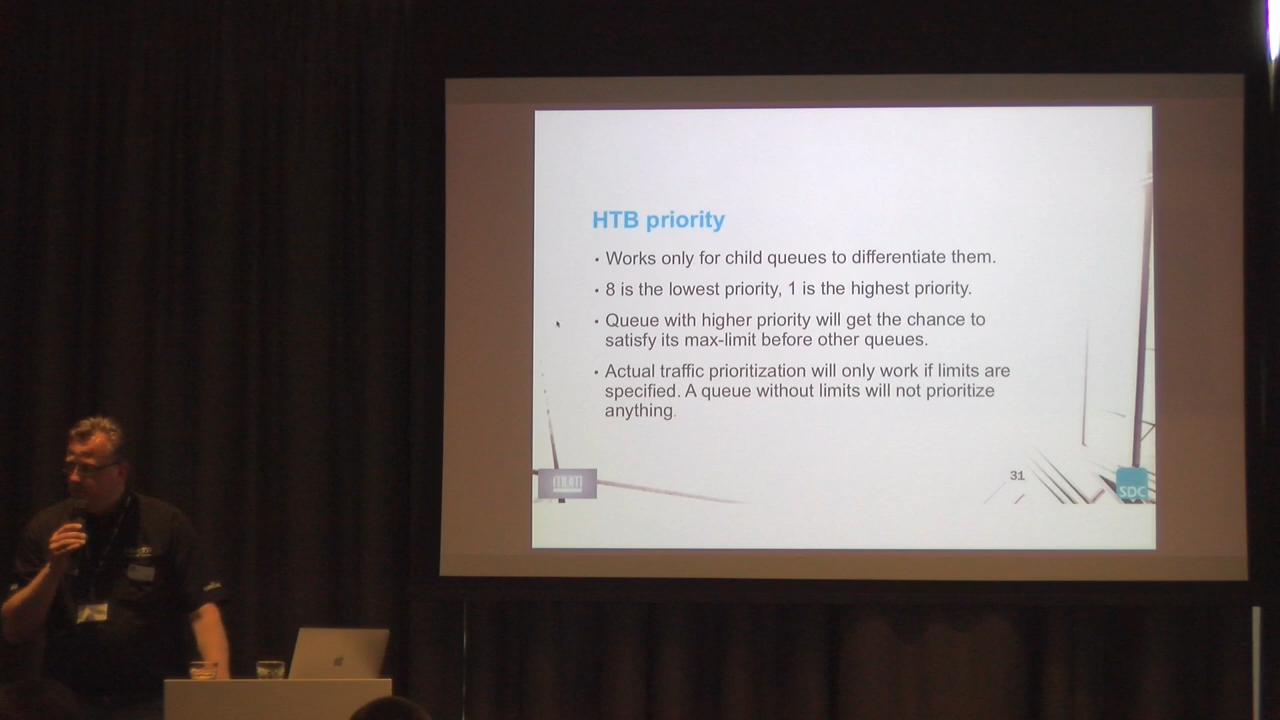 HTB priority
• Works only for child queues to differentiate them.
• 8 is the lowest priority, 1 is the highest priority.
• Queue with higher priority will get the chance to
satisfy its max-limit before other queues.
• Actual traffic prioritization will only work if limits are
specified. A queue without limits will not prioritize
anything.
31
SDC